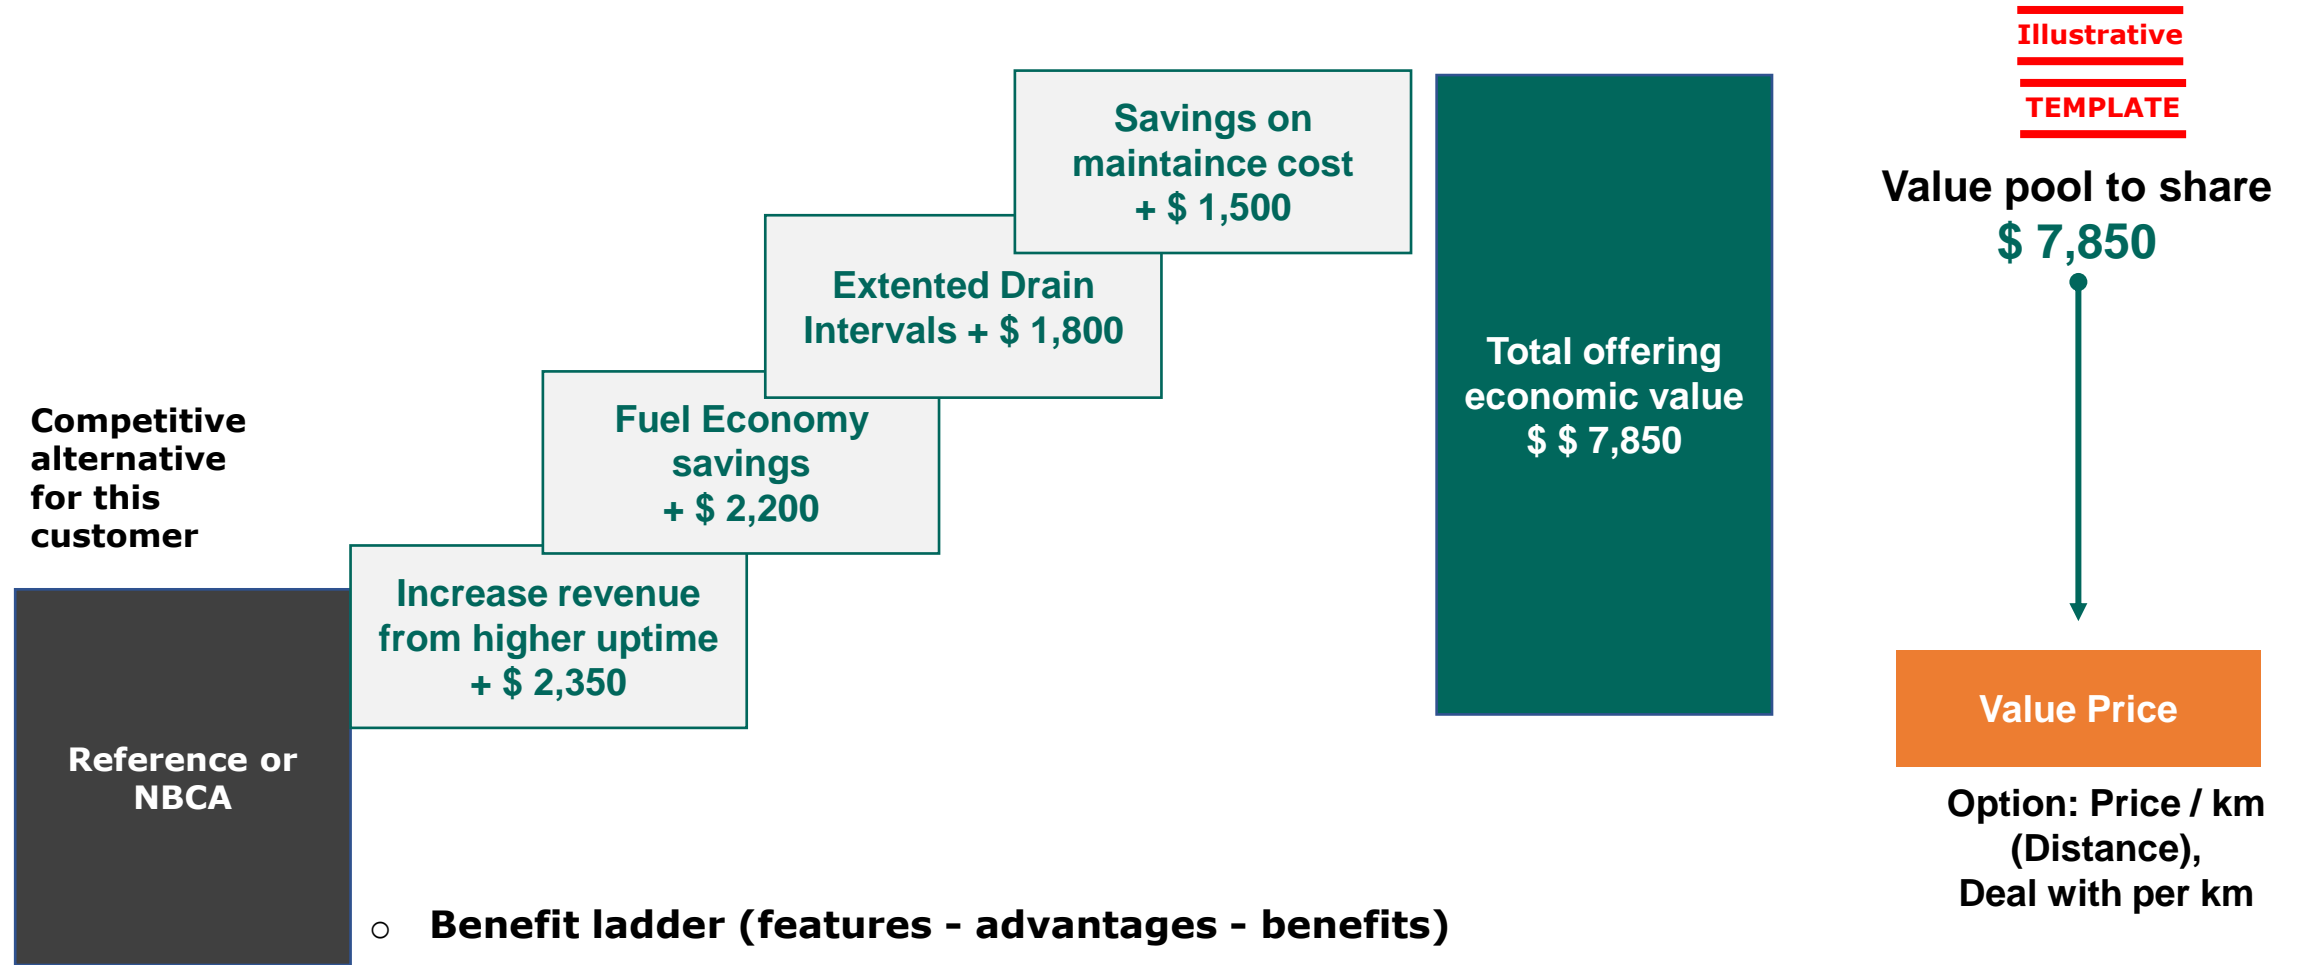 Illustrative
TEMPLATE
Value pool to share
$ 7,850
Savings on
maintaince cost
+ $ 1,500
Extented Drain
Intervals + $ 1,800
Total offering
economic value
$ $ 7,850
Fuel Economy
savings
+ $ 2,200
Competitive
alternative
for this
customer
Increase revenue
from higher uptime
+ $ 2,350
Reference or
NBCA
Value Price
Option: Price / km
(Distance),
Deal with per km
○ Benefit ladder (features - advantages - benefits)